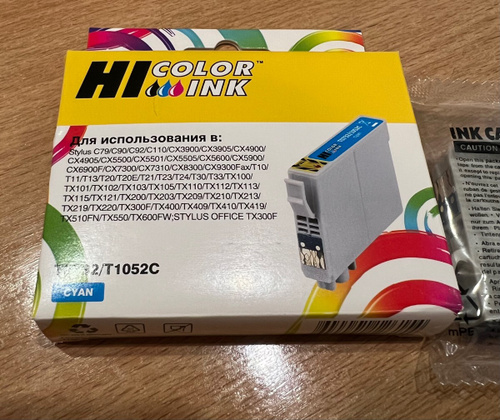 HI COLOR INK™
Для использования в:
Stylus C79/C90/C92/C110/CX3900/CX3905/CX4900/
CX4905/CX5500/CX5501/CX5505/CX5600/CX5900/
CX6900F/CX7300/CX7310/CX8300/CX9300Fax/T10/
T11/T13/T20/T20E/T21/T23/T24/T30/T33/TX100/
TX101/TX102/TX103/TX105/TX110/TX112/TX113/
TX115/TX121/TX200/TX203/TX209/TX210/TX213/
TX219/TX220/TX300F/TX400/TX409/TX410/TX419/
TX510FN/TX550/TX600FW;STYLUS OFFICE TX300F
/T1052C
CYAN
INK CA
CAUTION